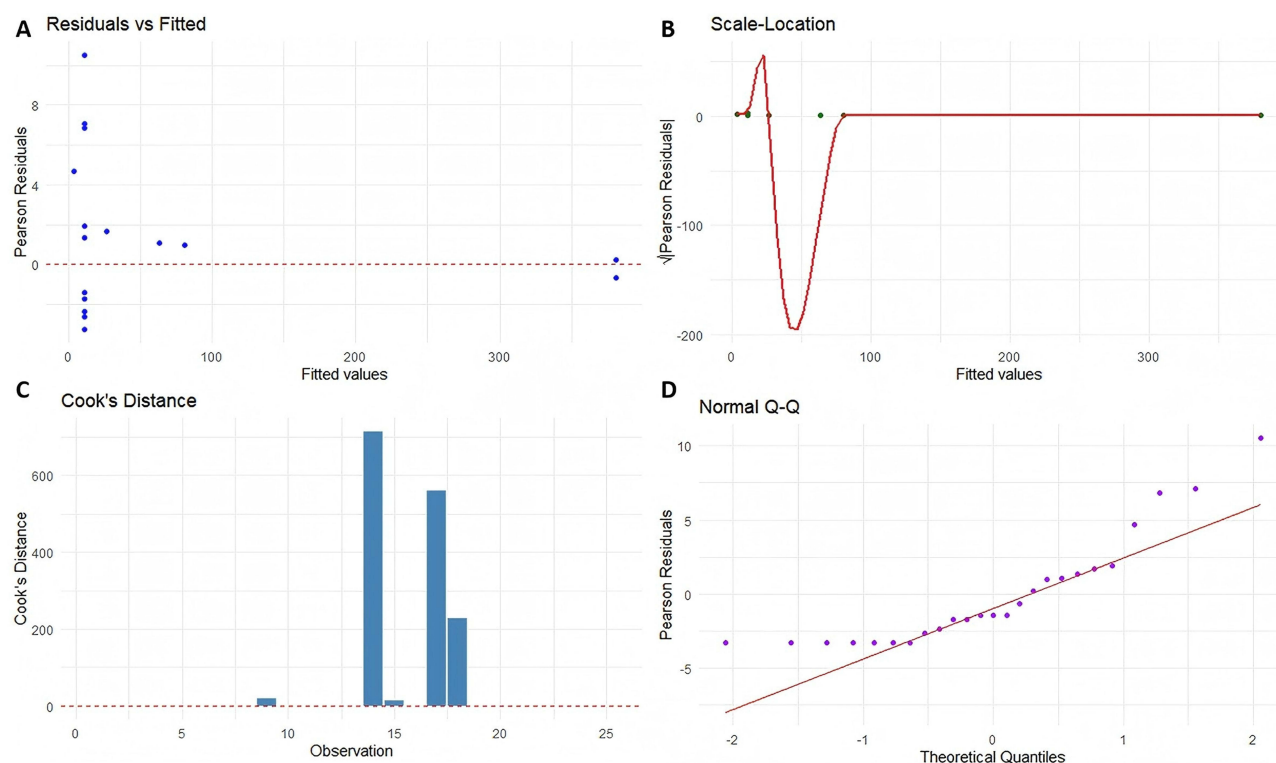 A Residuals vs Fitted
Pearson Residuals
8
4
0
0 100 200 300
Fitted values
B Scale-Location
√|Pearson Residuals|
0
-100
-200
0 100 200 300
Fitted values
C Cook's Distance
Cook's Distance
600
400
200
0
0 5 10 15 20 25
Observation
D Normal Q-Q
Pearson Residuals
10
5
0
-5
-2 -1 0 1 2
Theoretical Quantiles